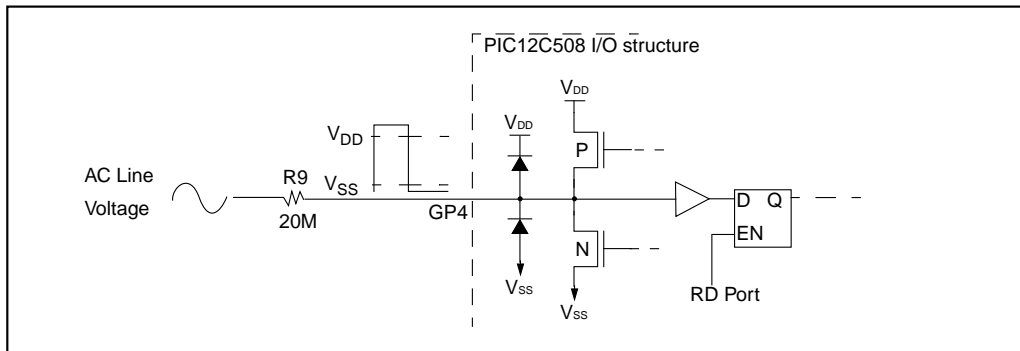 PIC12C508 I/O structure
VDD
VDD
VDD
P
VSS
AC Line
Voltage
R9
20M
GP4
D Q
EN
N
VSS
VSS
RD Port